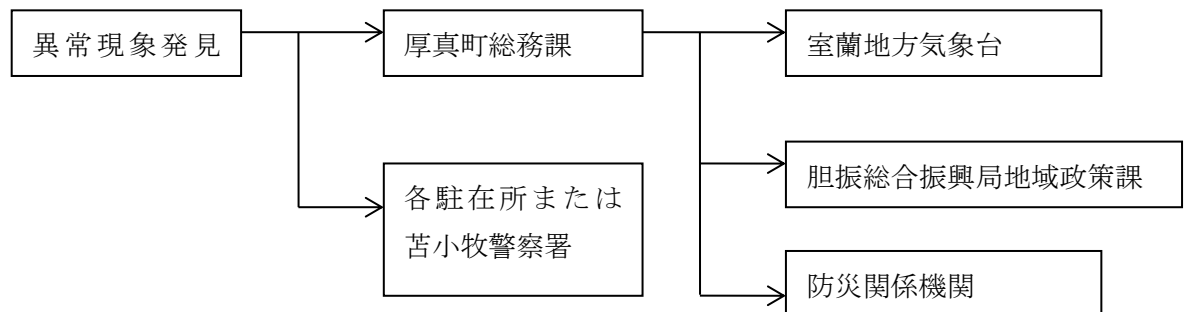 異常現象発見
厚真町総務課
室蘭地方気象台
各駐在所または
苫小牧警察署
胆振総合振興局地域政策課
防災関係機関